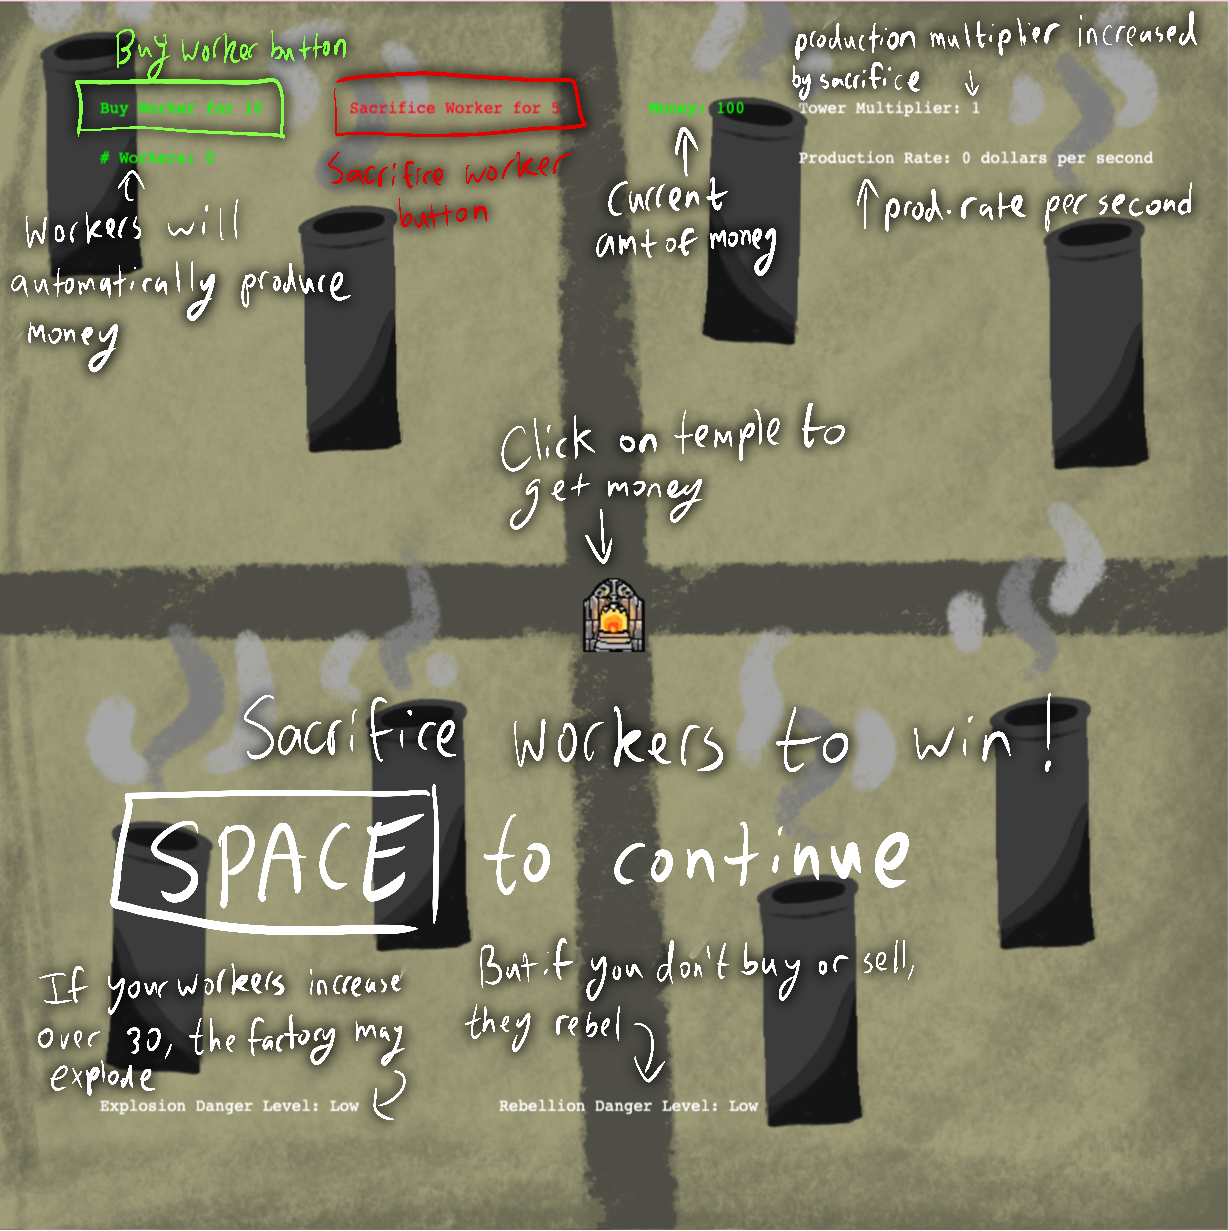 Buy worker button
production multiplier increased
by sacrifice
Buy Worker for 10
Sacrifice Worker for 5
Money: 100
Tower Multiplier: 1
# Workers: 0
Sacrifice worker
button
Production Rate: 0 dollars per second
Workers will
automatically produce
money
Current
amt of money
prod. rate per second
Click on temple to
get money
Sacrifice workers to win!
SPACE to continue
If your workers increase
over 30, the factory may
explode
But if you don't buy or sell,
they rebel
Explosion Danger Level: Low
Rebellion Danger Level: Low